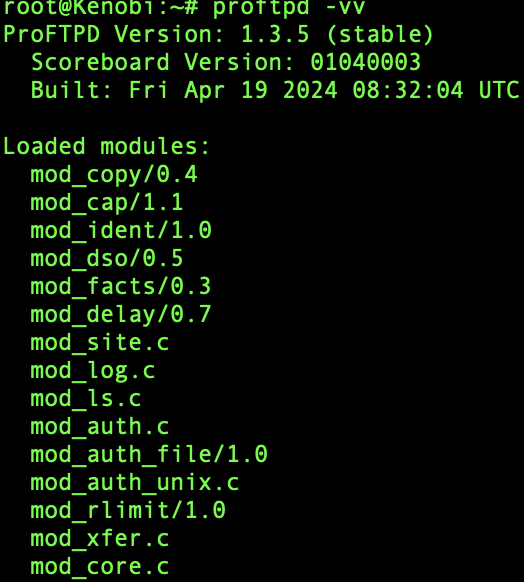 root@Kenobi:~# proftpd -vv
ProFTPD Version: 1.3.5 (stable)
  Scoreboard Version: 01040003
  Built: Fri Apr 19 2024 08:32:04 UTC

Loaded modules:
  mod_copy/0.4
  mod_cap/1.1
  mod_ident/1.0
  mod_dso/0.5
  mod_facts/0.3
  mod_delay/0.7
  mod_site.c
  mod_log.c
  mod_ls.c
  mod_auth.c
  mod_auth_file/1.0
  mod_auth_unix.c
  mod_rlimit/1.0
  mod_xfer.c
  mod_core.c